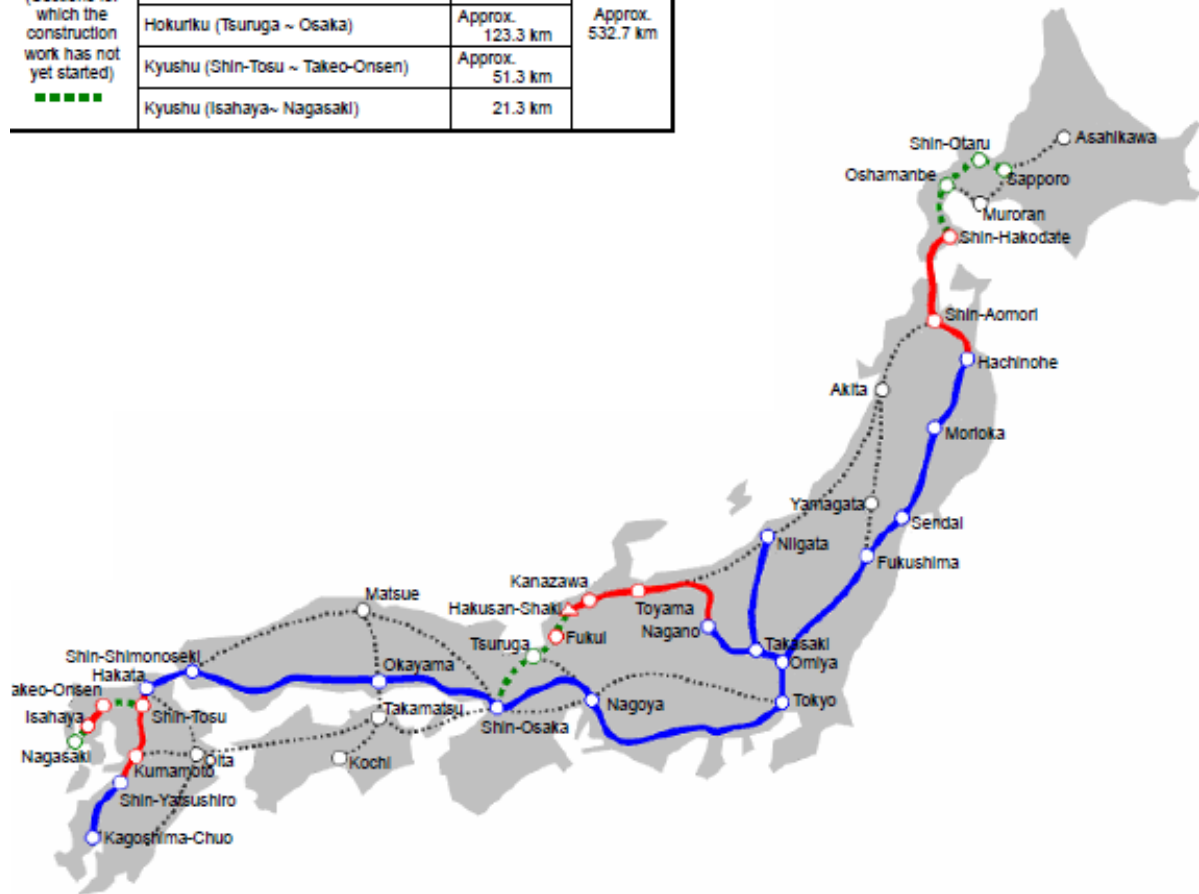 which the
construction
work has not
yet started)
Hokuriku (Tsuruga ~ Osaka)
Approx.
123.3 km
Approx.
532.7 km
Kyushu (Shin-Tosu ~ Takeo-Onsen)
Approx.
51.3 km
Kyushu (Isahaya~ Nagasaki)
21.3 km
Asahikawa
Shin-Otaru
Oshamanbe
Sapporo
Muroran
Shin-Hakodate
Shin-Aomori
Hachinohe
Akita
Morioka
Yamagata
Sendai
Niigata
Fukushima
Kanazawa
Matsue
Hakusan-Shaki
Toyama
Nagano
Tsuruga
Fukui
Takasaki
Omiya
Shin-Shimonoseki
Hakata
Okayama
akeo-Onsen
Takamatsu
Nagoya
Tokyo
Isahaya
Shin-Tosu
Shin-Osaka
Nagasaki
Kumamoto
Oita
Kochi
Shin-Yatsushiro
Kagoshima-Chuo